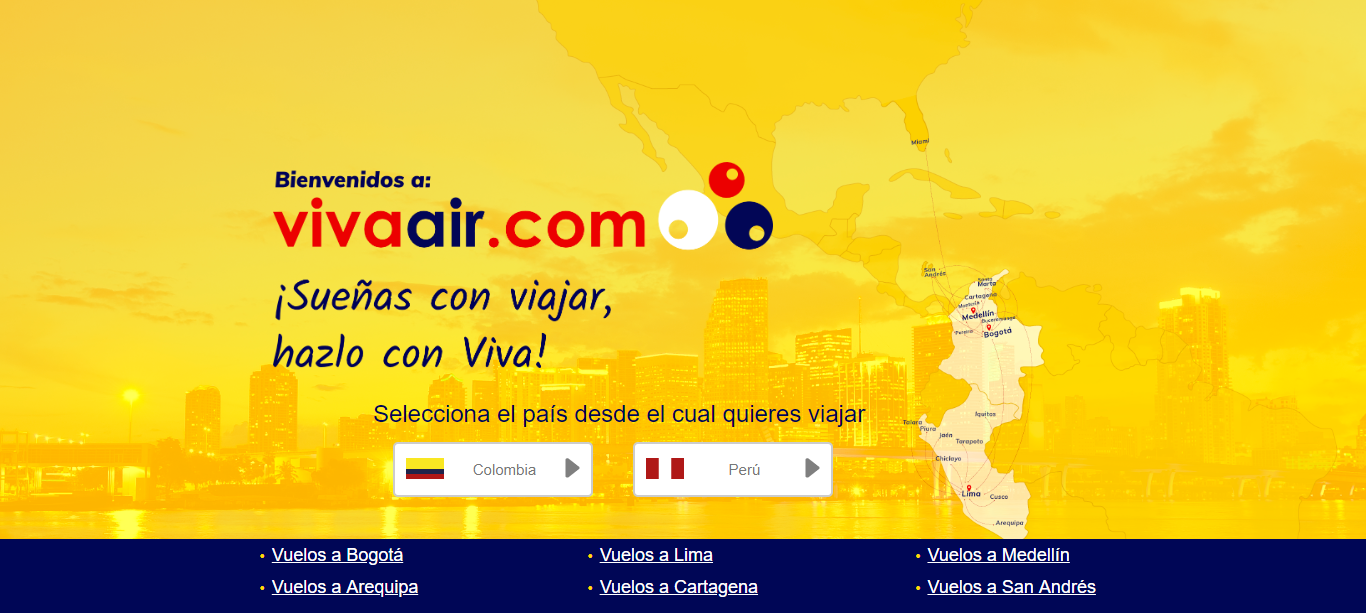 Bienvenidos a:
vivaair.com
¡Sueñas con viajar,
hazlo con Viva!
Selecciona el país desde el cual quieres viajar
Colombia
Perú
Miami
San
Andrés
Santa
Marta
Cartagena
Montería
Medellín
Bucaramanga
Pereira
Bogotá
Iquitos
Talara
Piura
Jaén
Tarapoto
Chiclayo
Lima
Cusco
Arequipa
Vuelos a Bogotá
Vuelos a Lima
Vuelos a Medellín
Vuelos a Arequipa
Vuelos a Cartagena
Vuelos a San Andrés